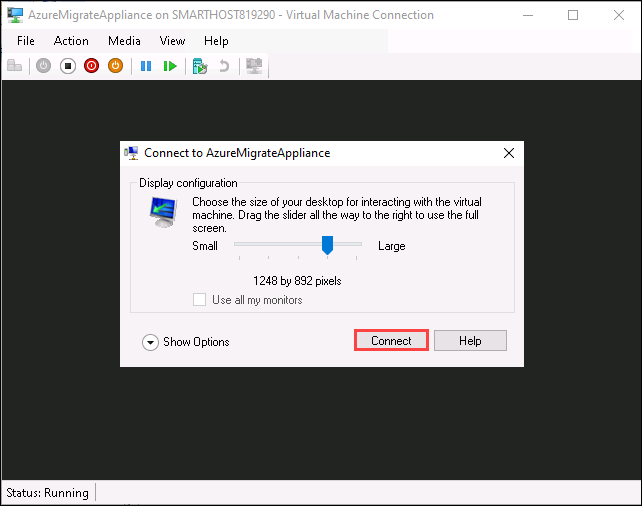 AzureMigrateAppliance on SMARTHOST819290 - Virtual Machine Connection
File Action Media View Help
Connect to AzureMigrateAppliance
Display configuration
Choose the size of your desktop for interacting with the virtual
machine. Drag the slider all the way to the right to use the full
screen.
Small Large
1248 by 892 pixels
Use all my monitors
Show Options Connect Help
Status: Running